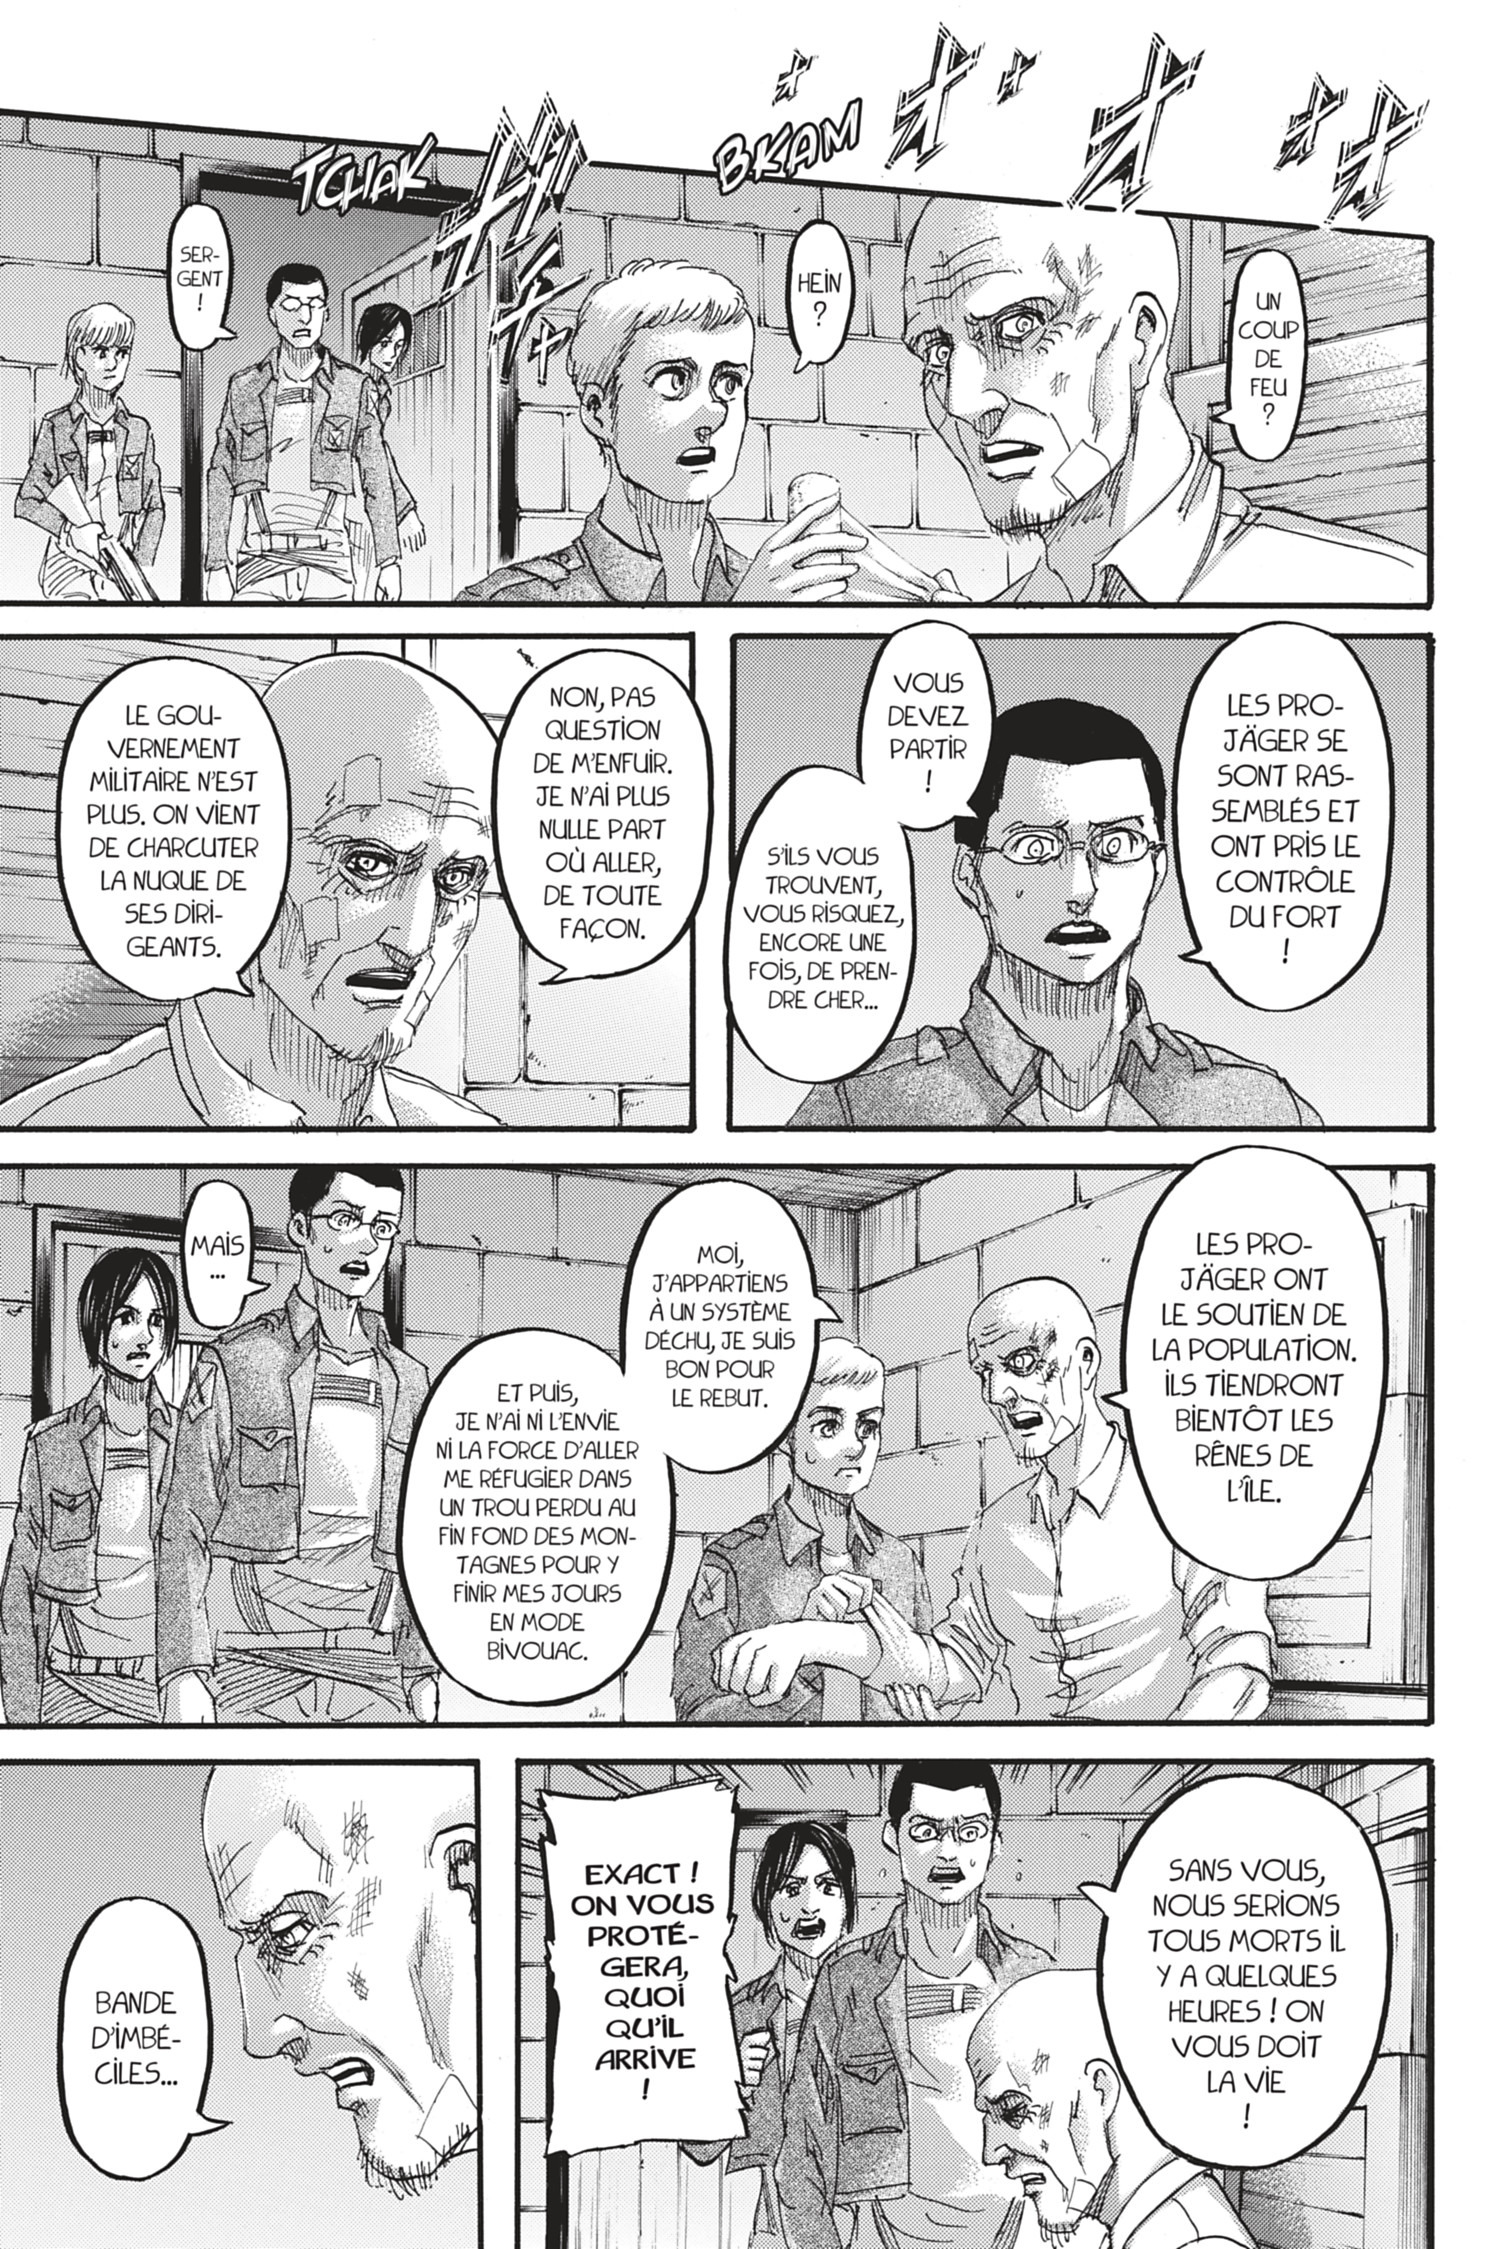 BKAM
UN
COUP
DE
FEU
?
HEIN
?
TCHAK
SER-
GENT
!
LES PRO-
JÄGER SE
SONT RAS-
SEMBLÉS ET
ONT PRIS LE
CONTRÔLE
DU FORT
!
VOUS
DEVEZ
PARTIR
!
S'ILS VOUS
TROUVENT,
VOUS RISQUEZ,
ENCORE UNE
FOIS, DE PREN-
DRE CHER...
NON, PAS
QUESTION
DE M'ENFUIR.
JE N'AI PLUS
NULLE PART
OÙ ALLER,
DE TOUTE
FAÇON.
LE GOU-
VERNEMENT
MILITAIRE N'EST
PLUS. ON VIENT
DE CHARCUTER
LA NUQUE DE
SES DIRI-
GEANTS.
LES PRO-
JÄGER ONT
LE SOUTIEN DE
LA POPULATION.
ILS TIENDRONT
BIENTÔT LES
RÊNES DE
L'ÎLE.
MOI,
J'APPARTIENS
À UN SYSTÈME
DÉCHU, JE SUIS
BON POUR
LE REBUT.
ET PUIS,
JE N'AI NI L'ENVIE
NI LA FORCE D'ALLER
ME RÉFUGIER DANS
UN TROU PERDU AU
FIN FOND DES MON-
TAGNES POUR Y
FINIR MES JOURS
EN MODE
BIVOUAC.
MAIS
...
SANS VOUS,
NOUS SERIONS
TOUS MORTS IL
Y A QUELQUES
HEURES ! ON
VOUS DOIT
LA VIE
!
EXACT !
ON VOUS
PROTÉ-
GERA,
QUOI
QU'IL
ARRIVE
!
BANDE
D'IMBÉ-
CILES...